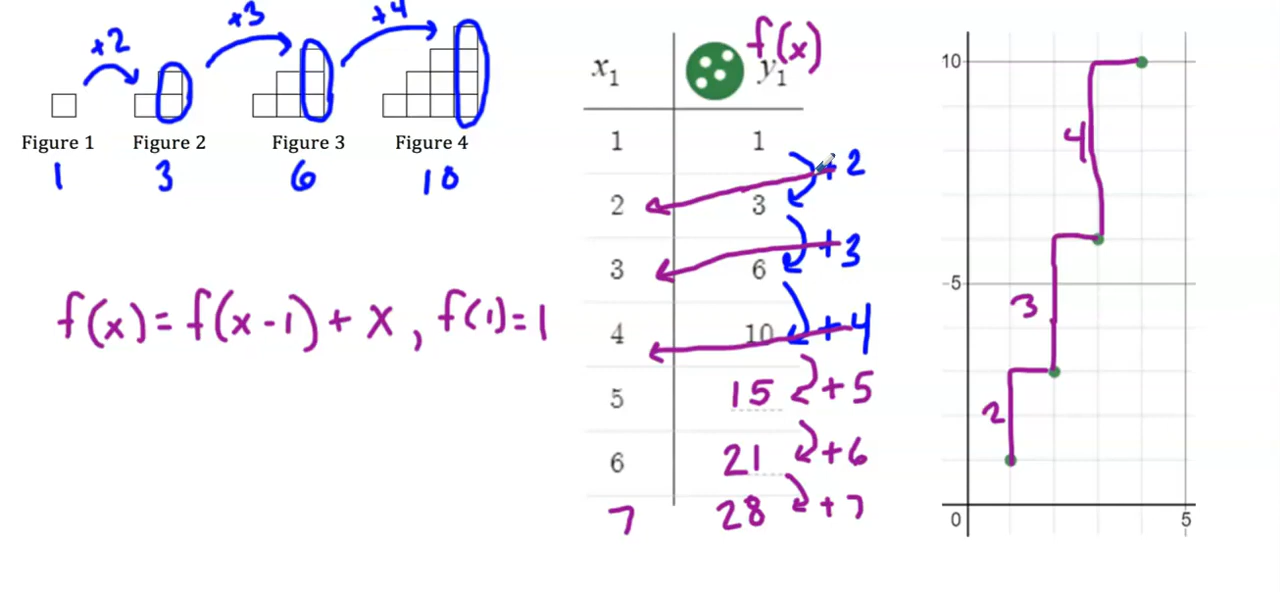 +2 +3 +4
Figure 1 Figure 2 Figure 3 Figure 4
1 3 6 10
f(x) = f(x-1) + x, f(1) = 1
f(x)
x₁ y₁
1 1
+2
2 3
+3
3 6
+4
4 10
5 15 +5
6 21 +6
7 28 +7
10
4
5
3
2
0 5